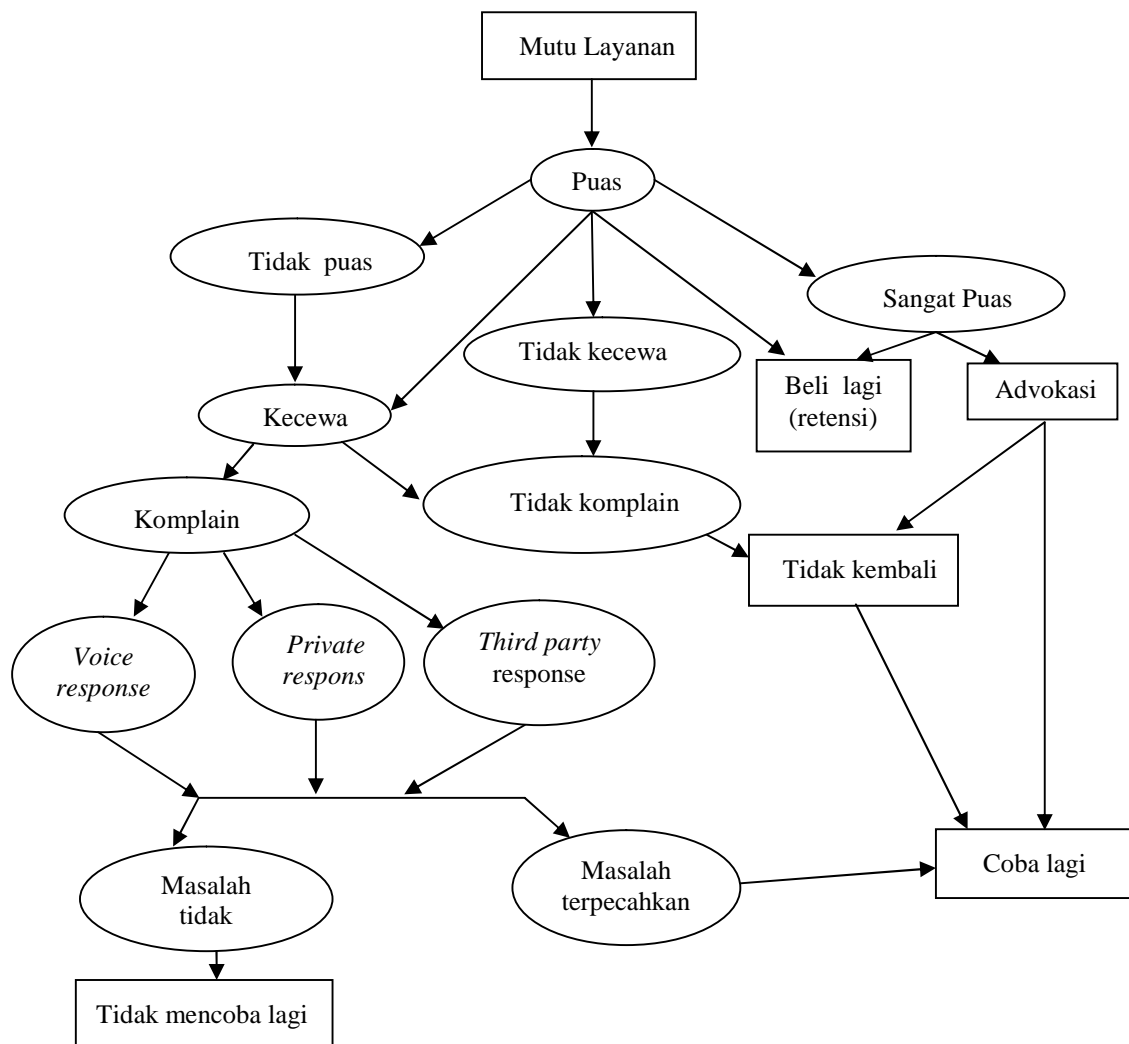 Mutu Layanan
Puas
Tidak puas
Sangat Puas
Tidak kecewa
Beli lagi
(retensi)
Advokasi
Kecewa
Tidak komplain
Komplain
Tidak kembali
Voice
response
Private
respons
Third party
response
Masalah
tidak
Masalah
terpecahkan
Coba lagi
Tidak mencoba lagi